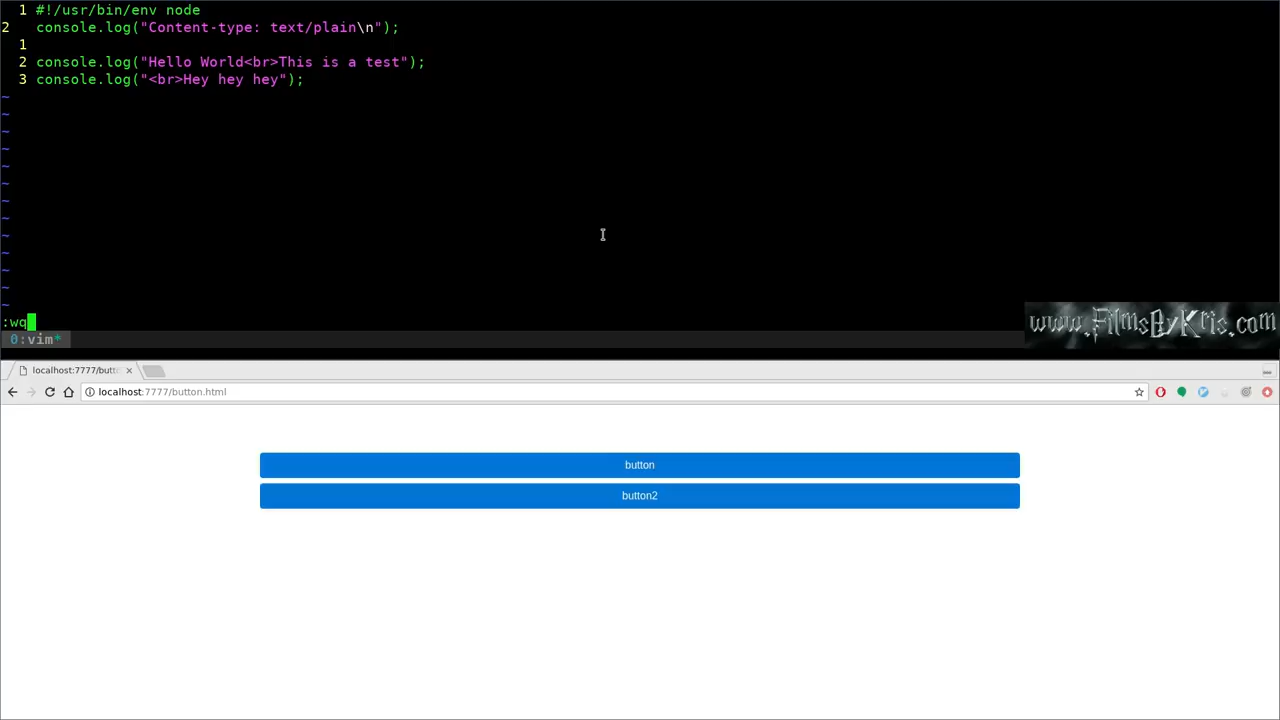 1 #!/usr/bin/env node
2 console.log("Content-type: text/plain\n");
1
2 console.log("Hello World<br>This is a test");
3 console.log("<br>Hey hey hey");
~
~
~
~
~
~
~
~
~
~
~
~
~
:wq
www.FilmsByKris.com
0:vim*
localhost:7777/butt
localhost:7777/button.html
button
button2